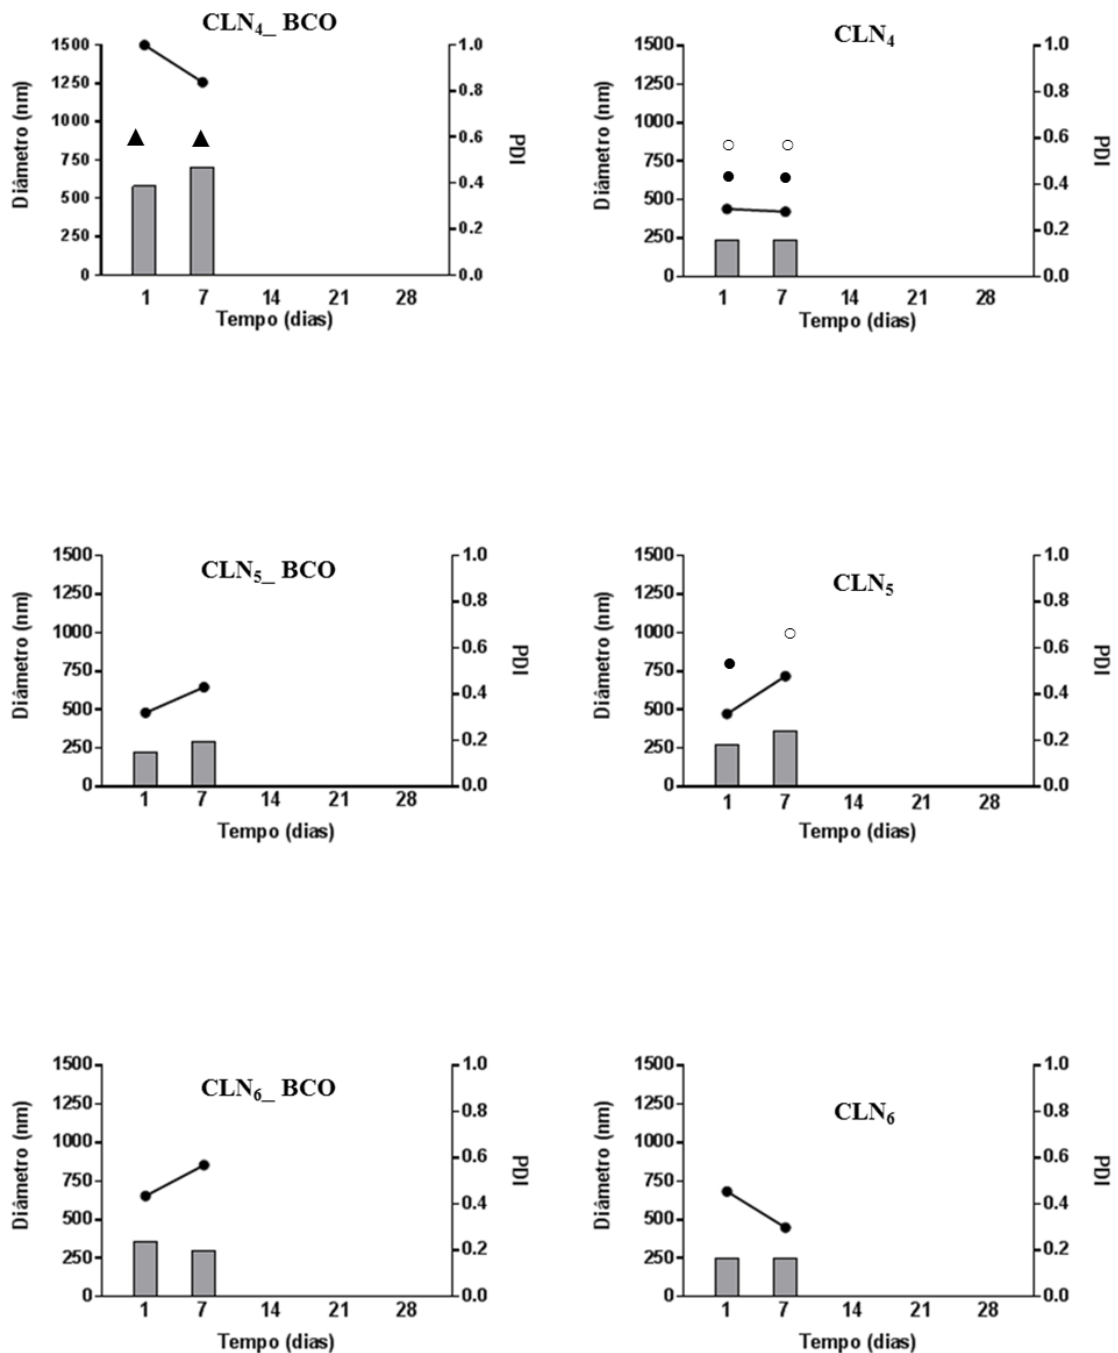 CLN4_ BCO
Diâmetro (nm)
1500
1250
1000
750
500
250
0
1.0
0.8
0.6
0.4
0.2
0.0
PDI
1 7 14 21 28
Tempo (dias)
CLN4
Diâmetro (nm)
1500
1250
1000
750
500
250
0
1.0
0.8
0.6
0.4
0.2
0.0
PDI
1 7 14 21 28
Tempo (dias)
CLN5_ BCO
Diâmetro (nm)
1500
1250
1000
750
500
250
0
1.0
0.8
0.6
0.4
0.2
0.0
PDI
1 7 14 21 28
Tempo (dias)
CLN5
Diâmetro (nm)
1500
1250
1000
750
500
250
0
1.0
0.8
0.6
0.4
0.2
0.0
PDI
1 7 14 21 28
Tempo (dias)
CLN6_ BCO
Diâmetro (nm)
1500
1250
1000
750
500
250
0
1.0
0.8
0.6
0.4
0.2
0.0
PDI
1 7 14 21 28
Tempo (dias)
CLN6
Diâmetro (nm)
1500
1250
1000
750
500
250
0
1.0
0.8
0.6
0.4
0.2
0.0
PDI
1 7 14 21 28
Tempo (dias)